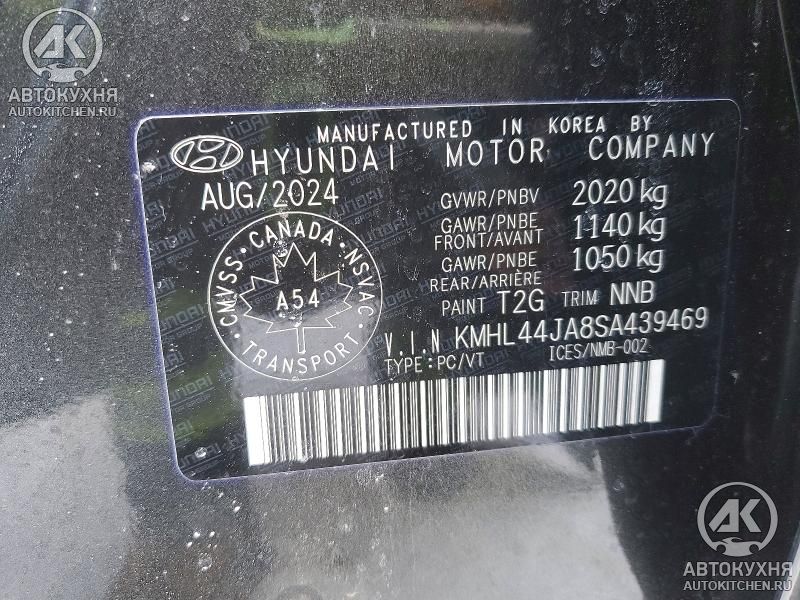 АВТОКУХНЯ
AUTOKITCHEN.RU
MANUFACTURED IN KOREA BY
HYUNDAI MOTOR COMPANY
AUG/2024
GVWR/PNBV 2020 kg
GAWR/PNBE 1140 kg
FRONT/AVANT
GAWR/PNBE 1050 kg
REAR/ARRIÈRE
PAINT T2G TRIM NNB
CMVSS · CANADA · NSVAC
A54
· TRANSPORT ·
V.I.N KMHL44JA8SA439469
TYPE:PC/VT ICES/NMB-002
АВТОКУХНЯ
AUTOKITCHEN.RU